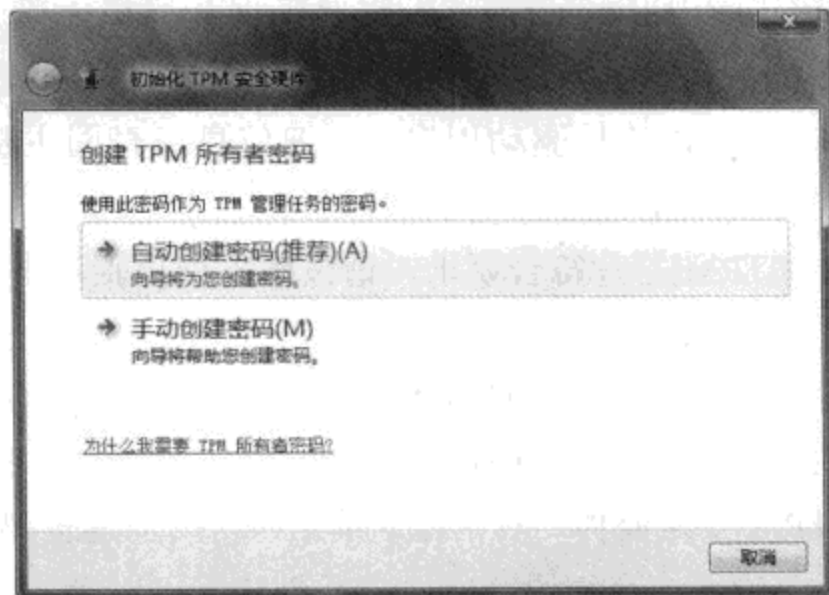 初始化 TPM 安全硬件
创建 TPM 所有者密码
使用此密码作为 TPM 管理任务的密码。
自动创建密码(推荐)(A)
向导将为您创建密码。
手动创建密码(M)
向导将帮助您创建密码。
为什么我需要 TPM 所有者密码?
取消